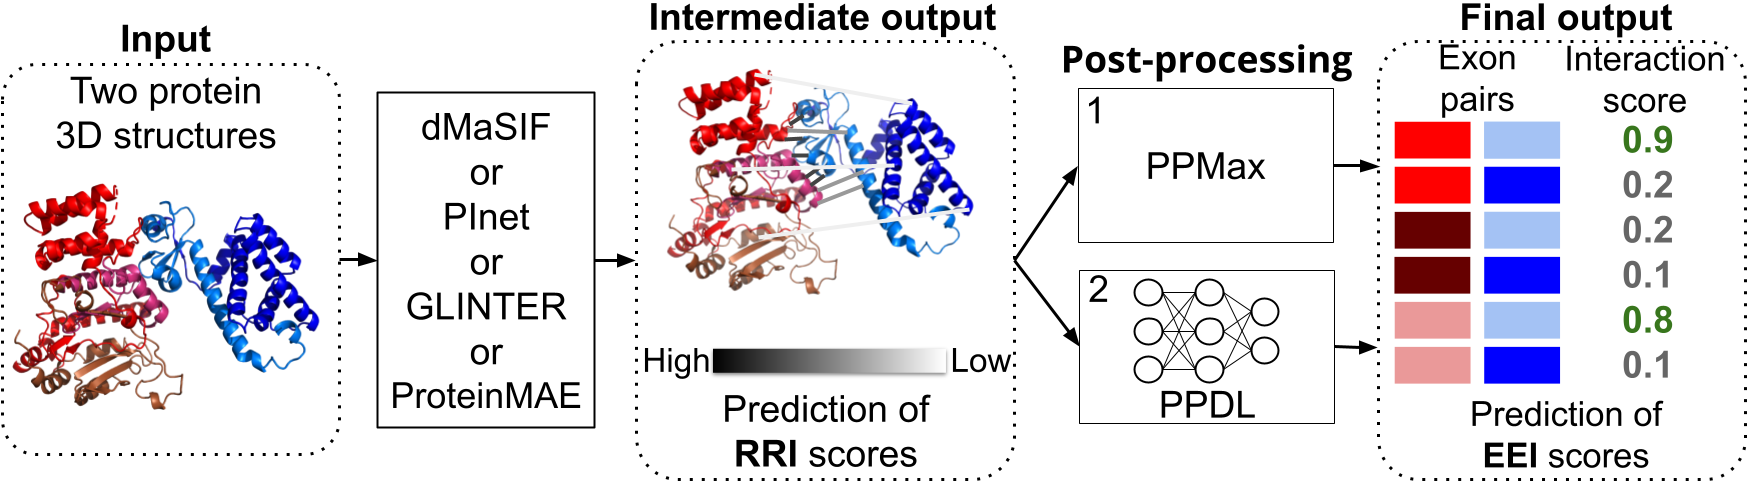 Input
Two protein
3D structures
dMaSIF
or
PInet
or
GLINTER
or
ProteinMAE
Intermediate output
High
Low
Prediction of
RRI scores
Post-processing
1
PPMax
2
PPDL
Final output
Exon
pairs
Interaction
score
0.9
0.2
0.2
0.1
0.8
0.1
Prediction of
EEI scores